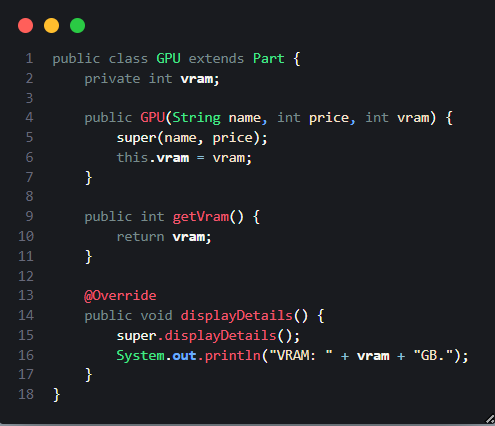 1 public class GPU extends Part {
2     private int vram;
3
4     public GPU(String name, int price, int vram) {
5         super(name, price);
6         this.vram = vram;
7     }
8
9     public int getVram() {
10         return vram;
11     }
12
13     @Override
14     public void displayDetails() {
15         super.displayDetails();
16         System.out.println("VRAM: " + vram + "GB.");
17     }
18 }